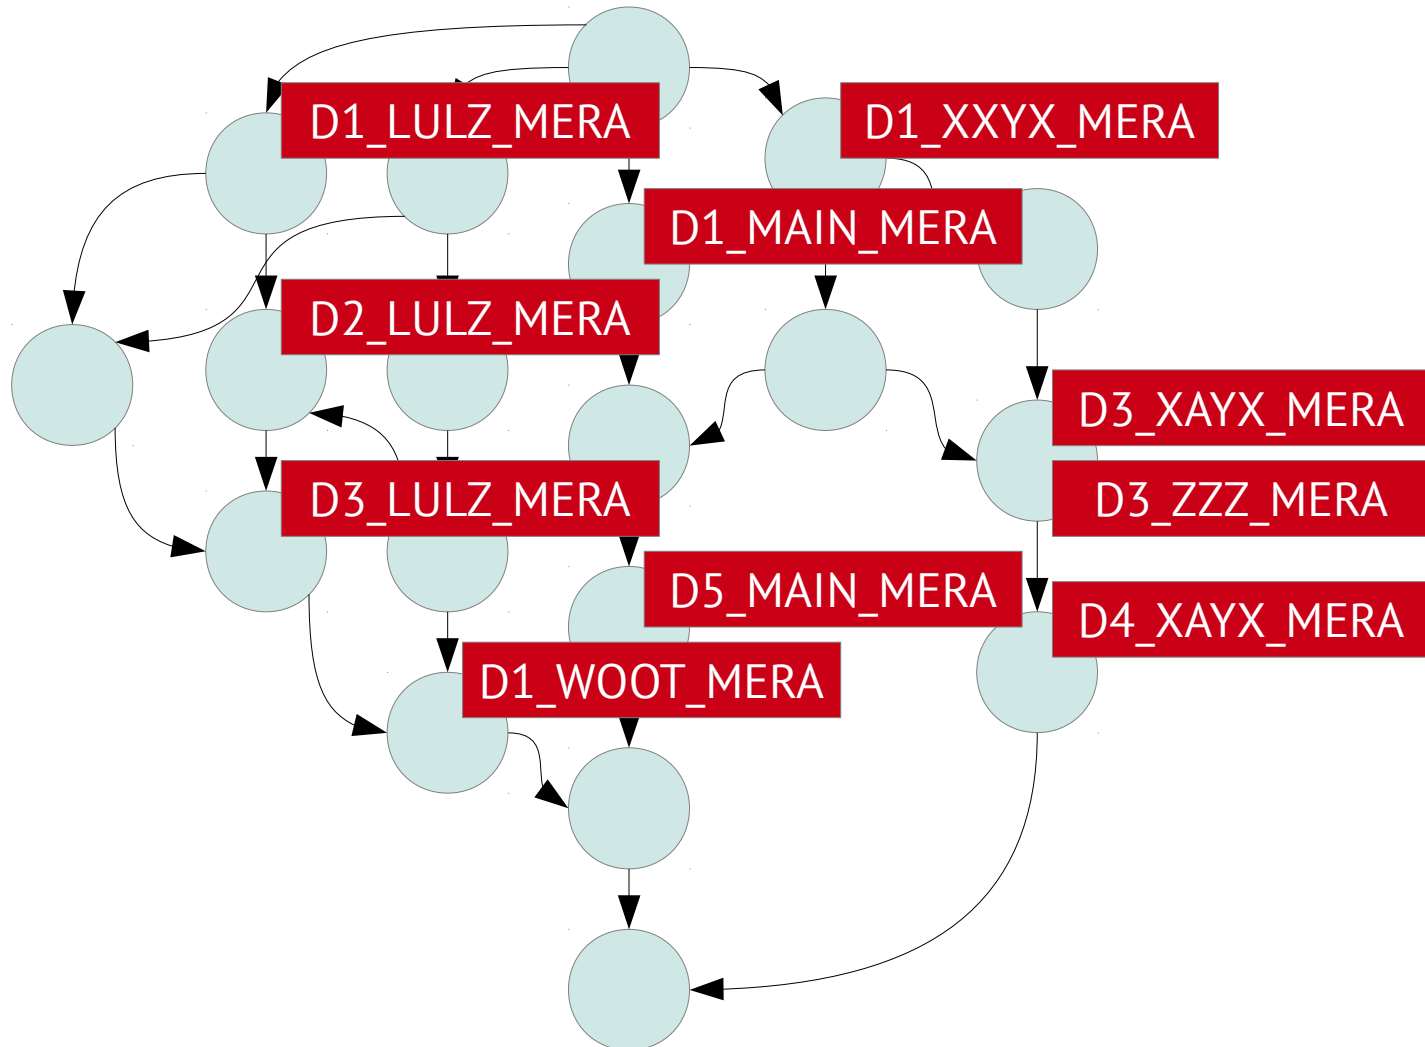 D1_LULZ_MERA
D1_XXYX_MERA
D1_MAIN_MERA
D2_LULZ_MERA
D3_XAYX_MERA
D3_LULZ_MERA
D3_ZZZ_MERA
D5_MAIN_MERA
D4_XAYX_MERA
D1_WOOT_MERA